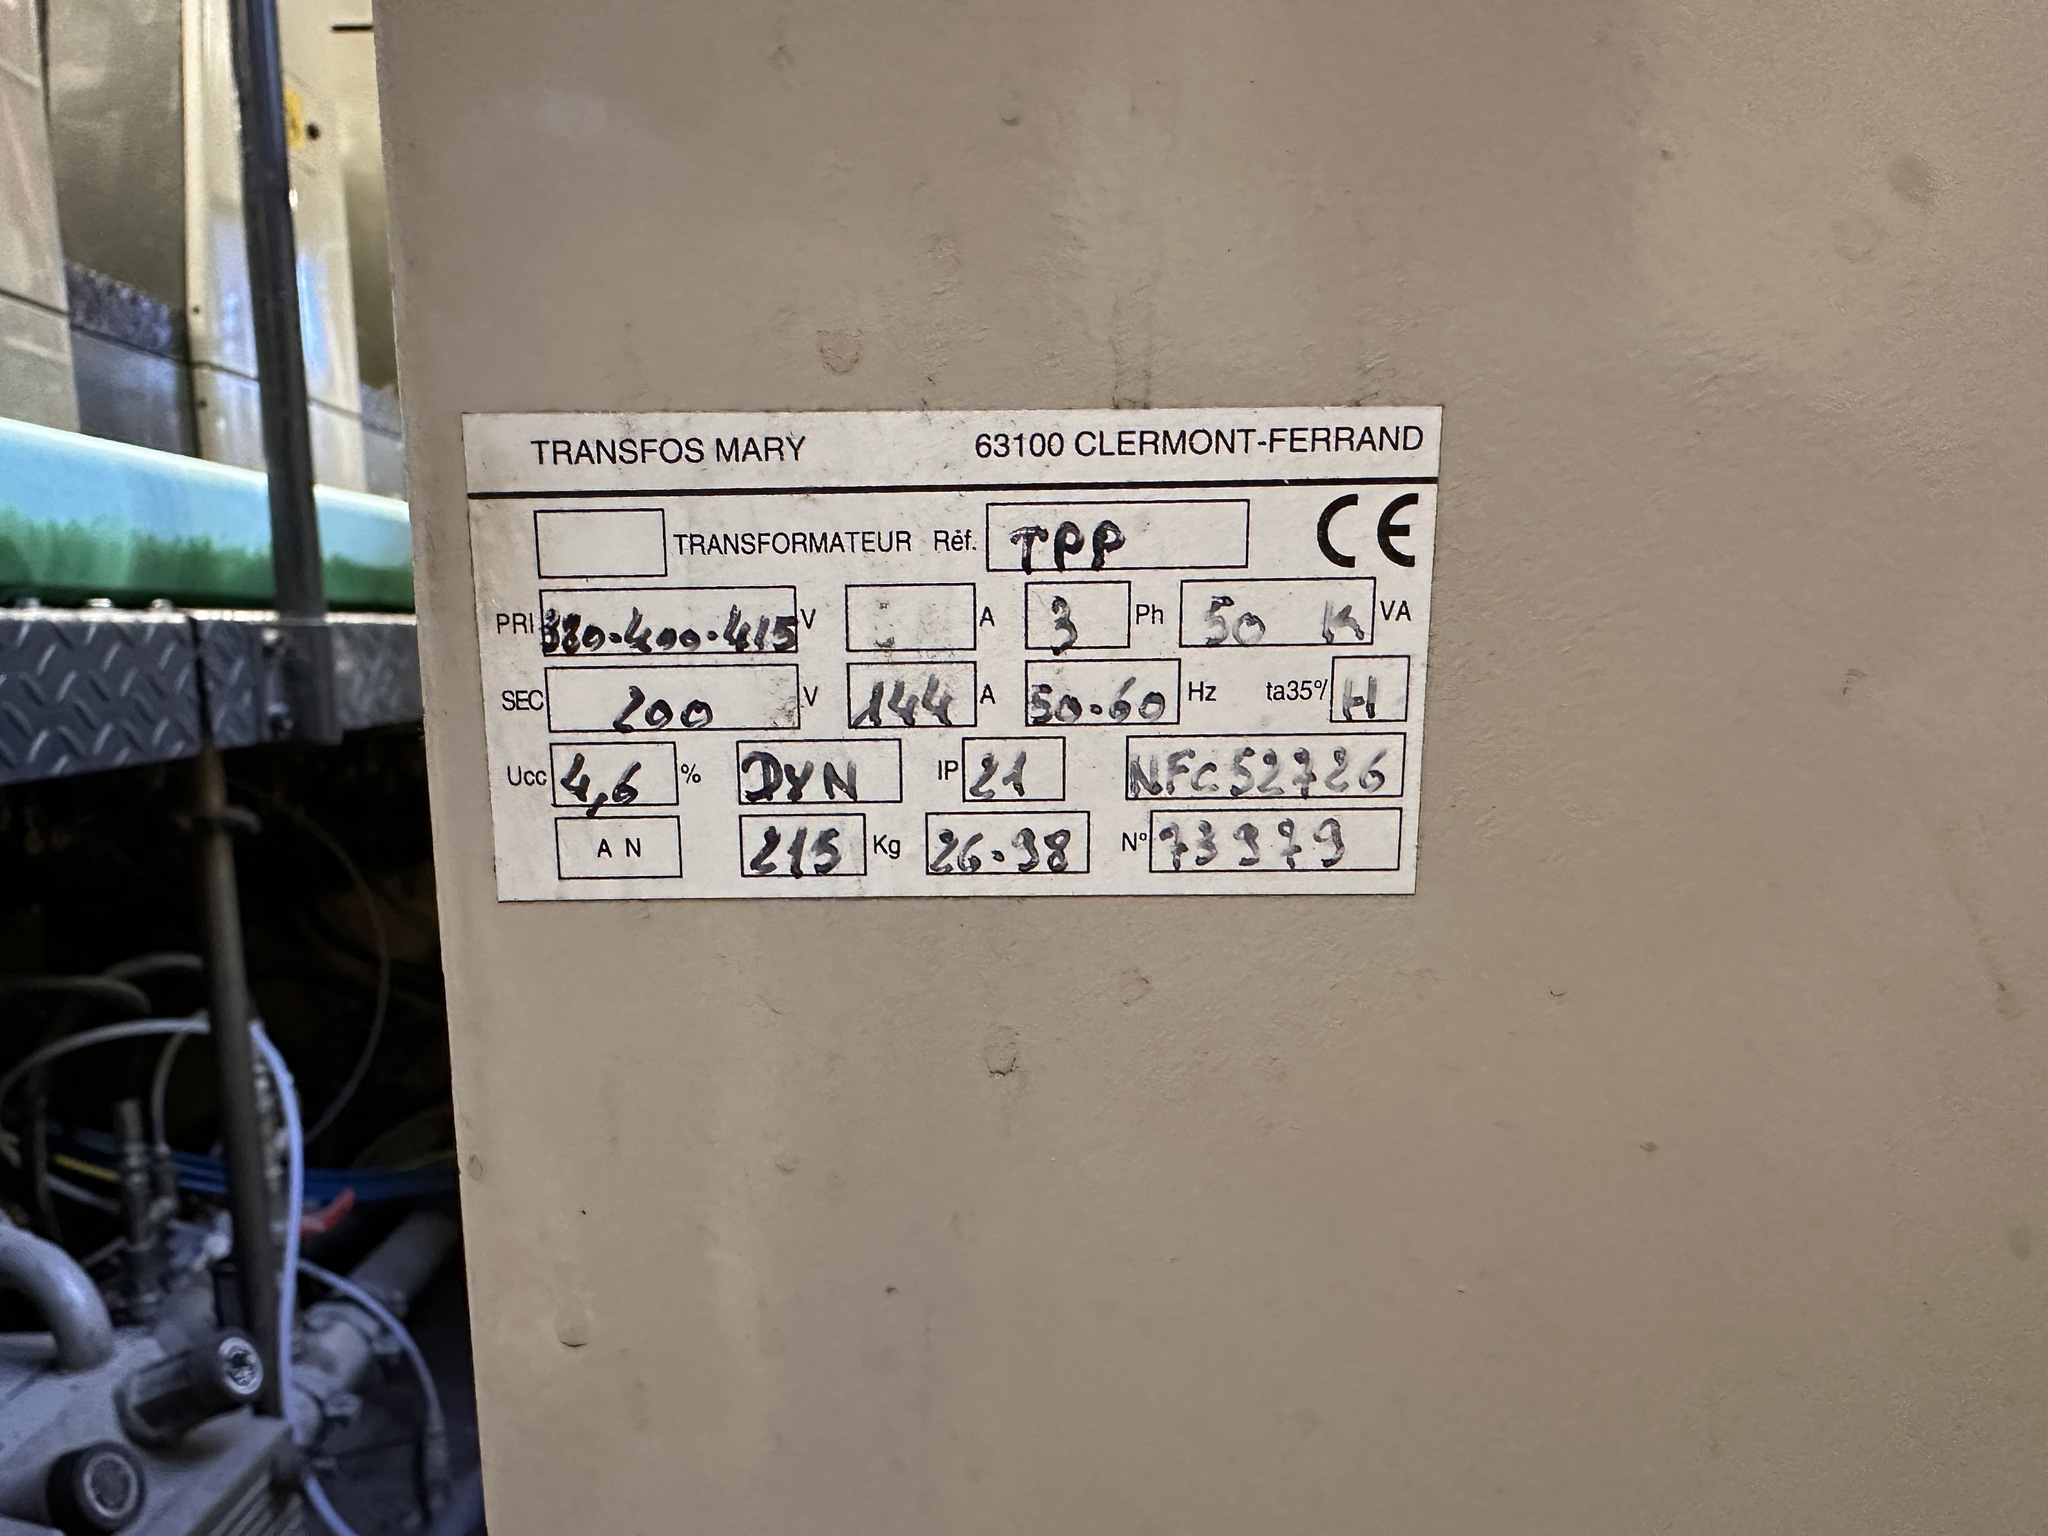 TRANSFOS MARY 63100 CLERMONT-FERRAND
TRANSFORMATEUR Réf. TPP CE
PRI 380.400.415 V A 3 Ph 50 K VA
SEC 200 V 144 A 50.60 Hz ta35°/ H
Ucc 4,6 % DYN IP 21 NFC 52726
A N 215 Kg 26.98 N° 73979